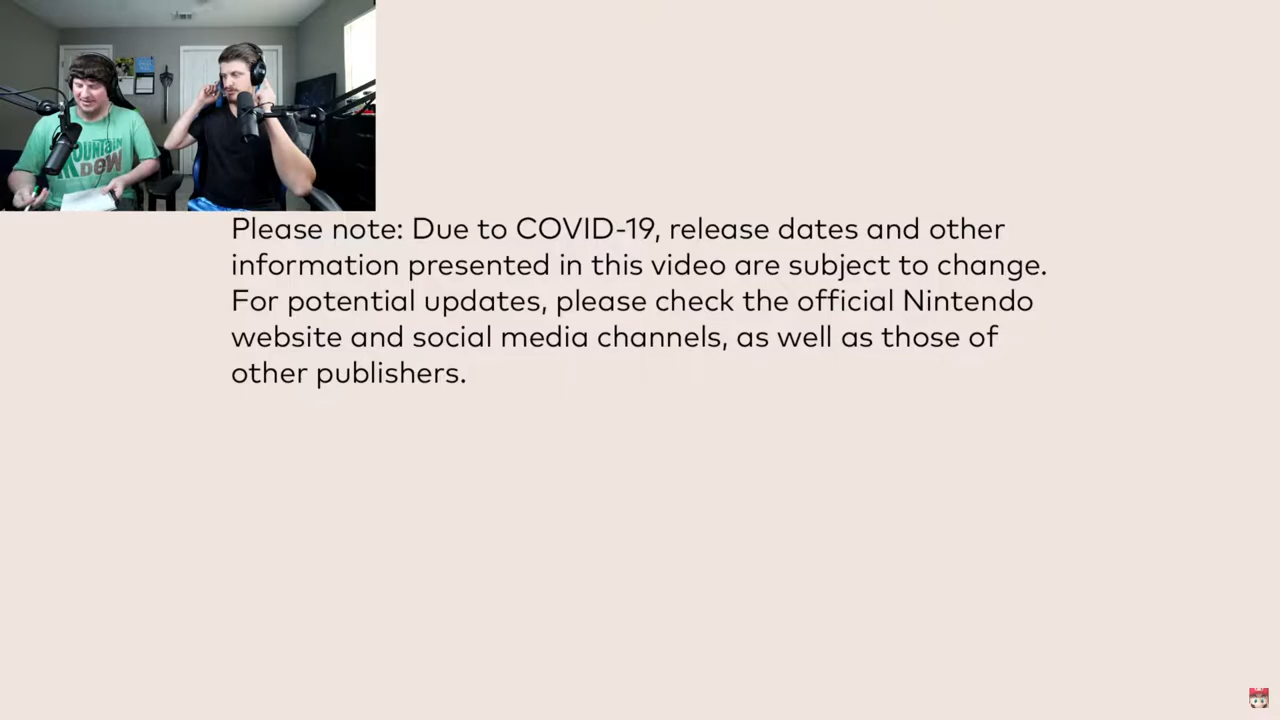 MOUNTAIN
DEW
Please note: Due to COVID-19, release dates and other
information presented in this video are subject to change.
For potential updates, please check the official Nintendo
website and social media channels, as well as those of
other publishers.